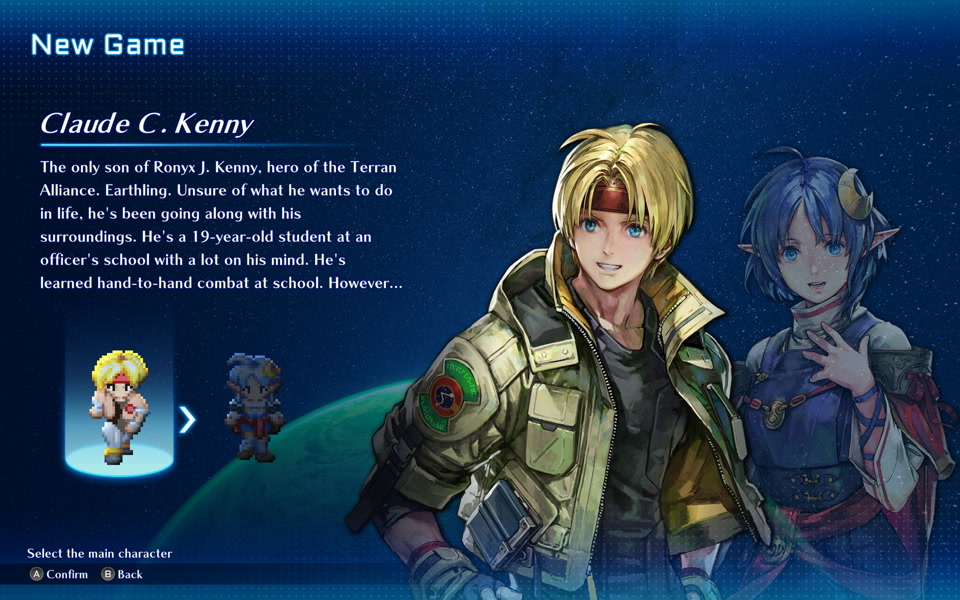 New Game
Claude C. Kenny
The only son of Ronyx J. Kenny, hero of the Terran
Alliance. Earthling. Unsure of what he wants to do
in life, he's been going along with his
surroundings. He's a 19-year-old student at an
officer's school with a lot on his mind. He's
learned hand-to-hand combat at school. However...
Select the main character
A Confirm B Back